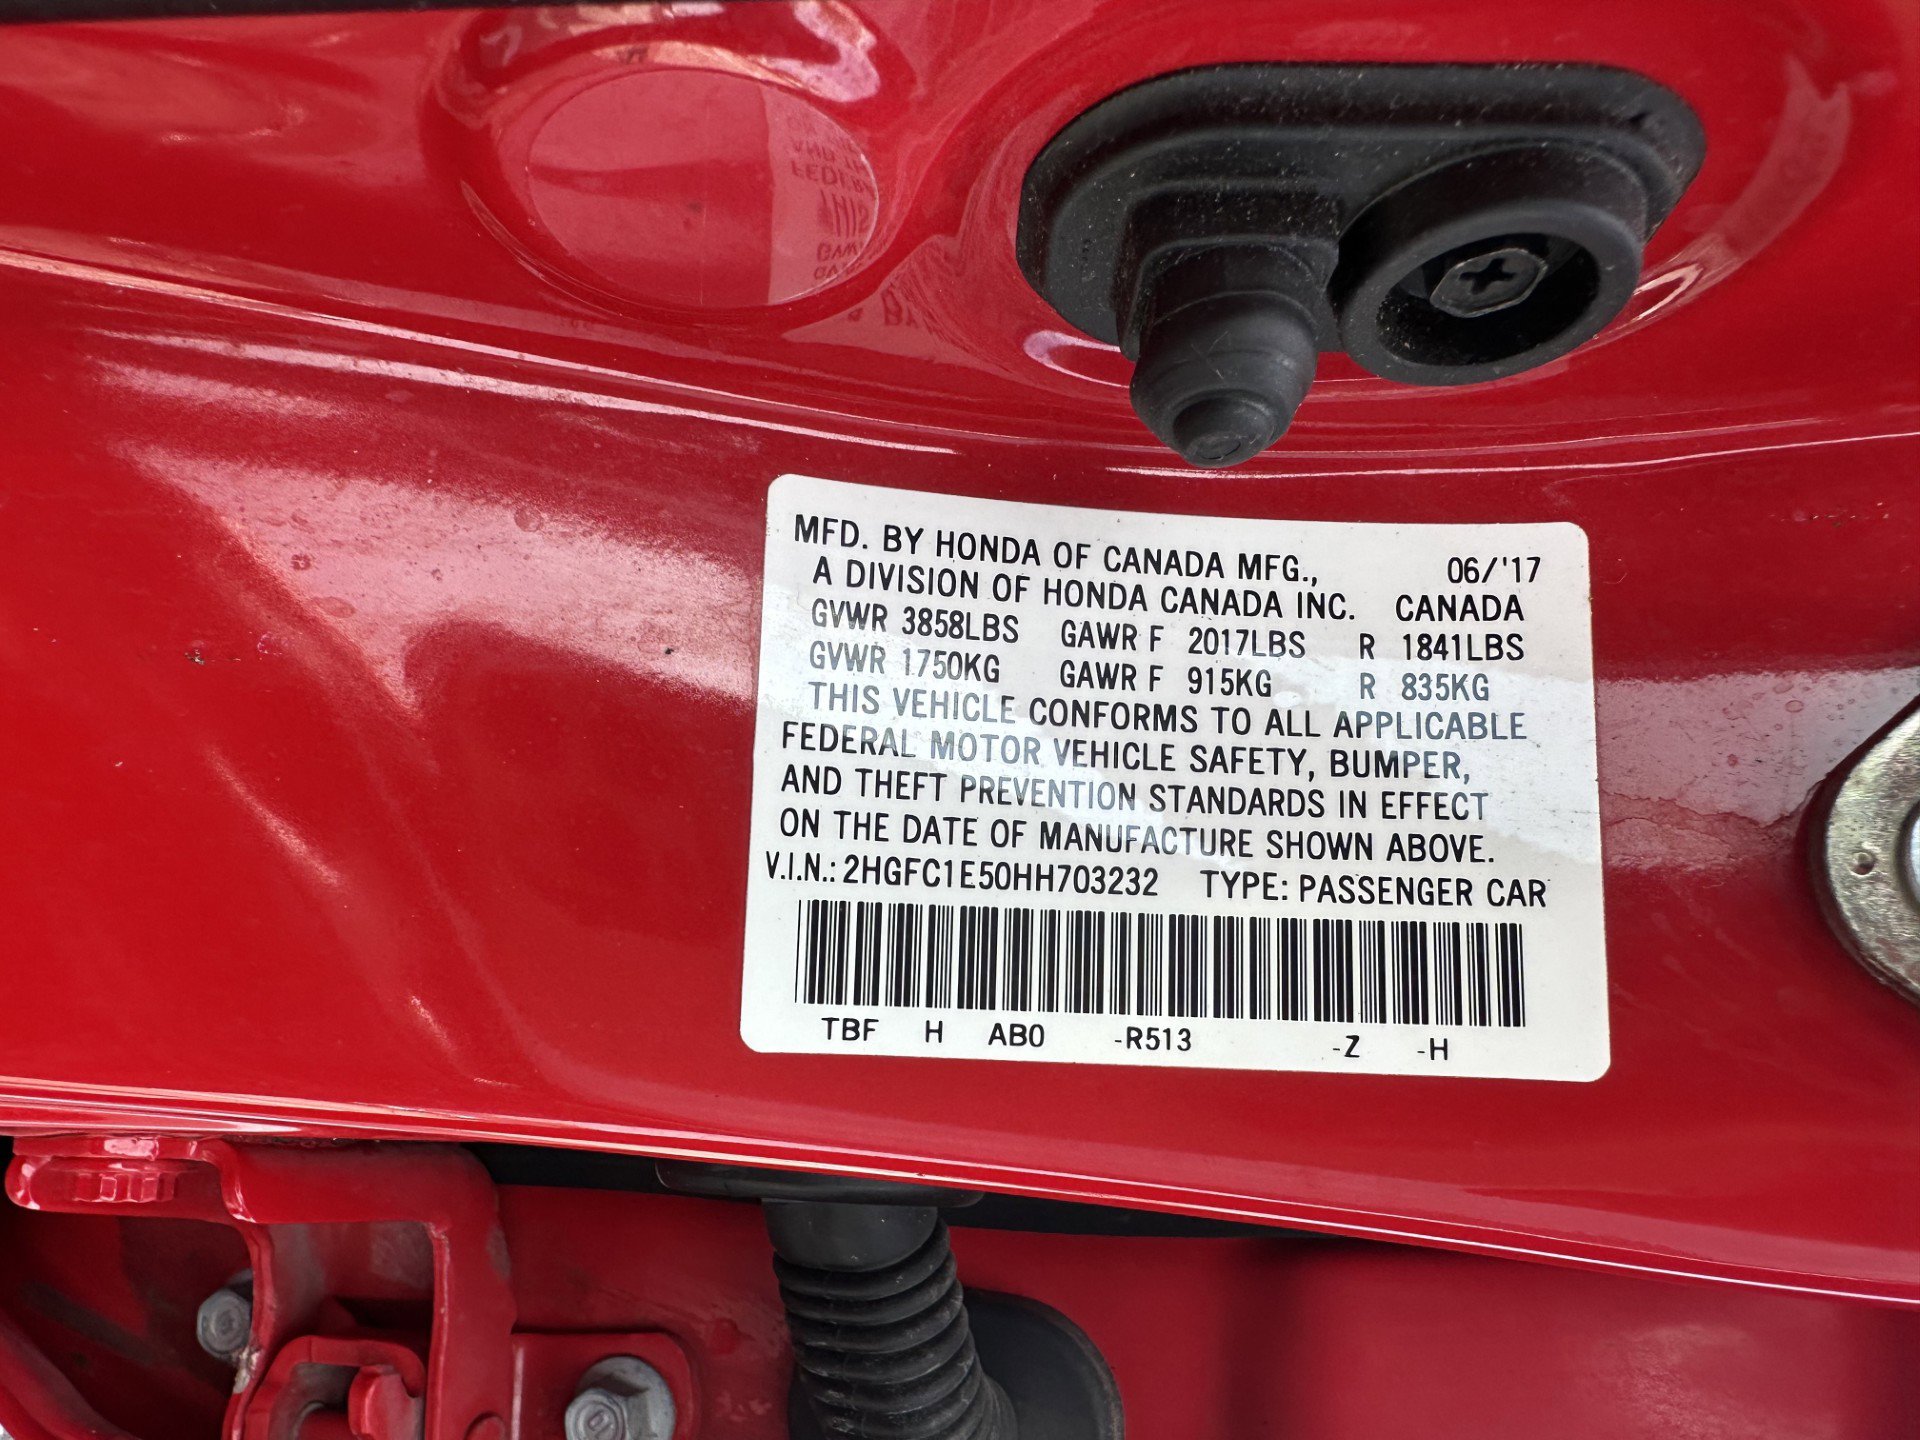 MFD. BY HONDA OF CANADA MFG., 06/'17
A DIVISION OF HONDA CANADA INC. CANADA
GVWR 3858LBS GAWR F 2017LBS R 1841LBS
GVWR 1750KG GAWR F 915KG R 835KG
THIS VEHICLE CONFORMS TO ALL APPLICABLE
FEDERAL MOTOR VEHICLE SAFETY, BUMPER,
AND THEFT PREVENTION STANDARDS IN EFFECT
ON THE DATE OF MANUFACTURE SHOWN ABOVE.
V.I.N.: 2HGFC1E50HH703232 TYPE: PASSENGER CAR
TBF H AB0 -R513 -Z -H